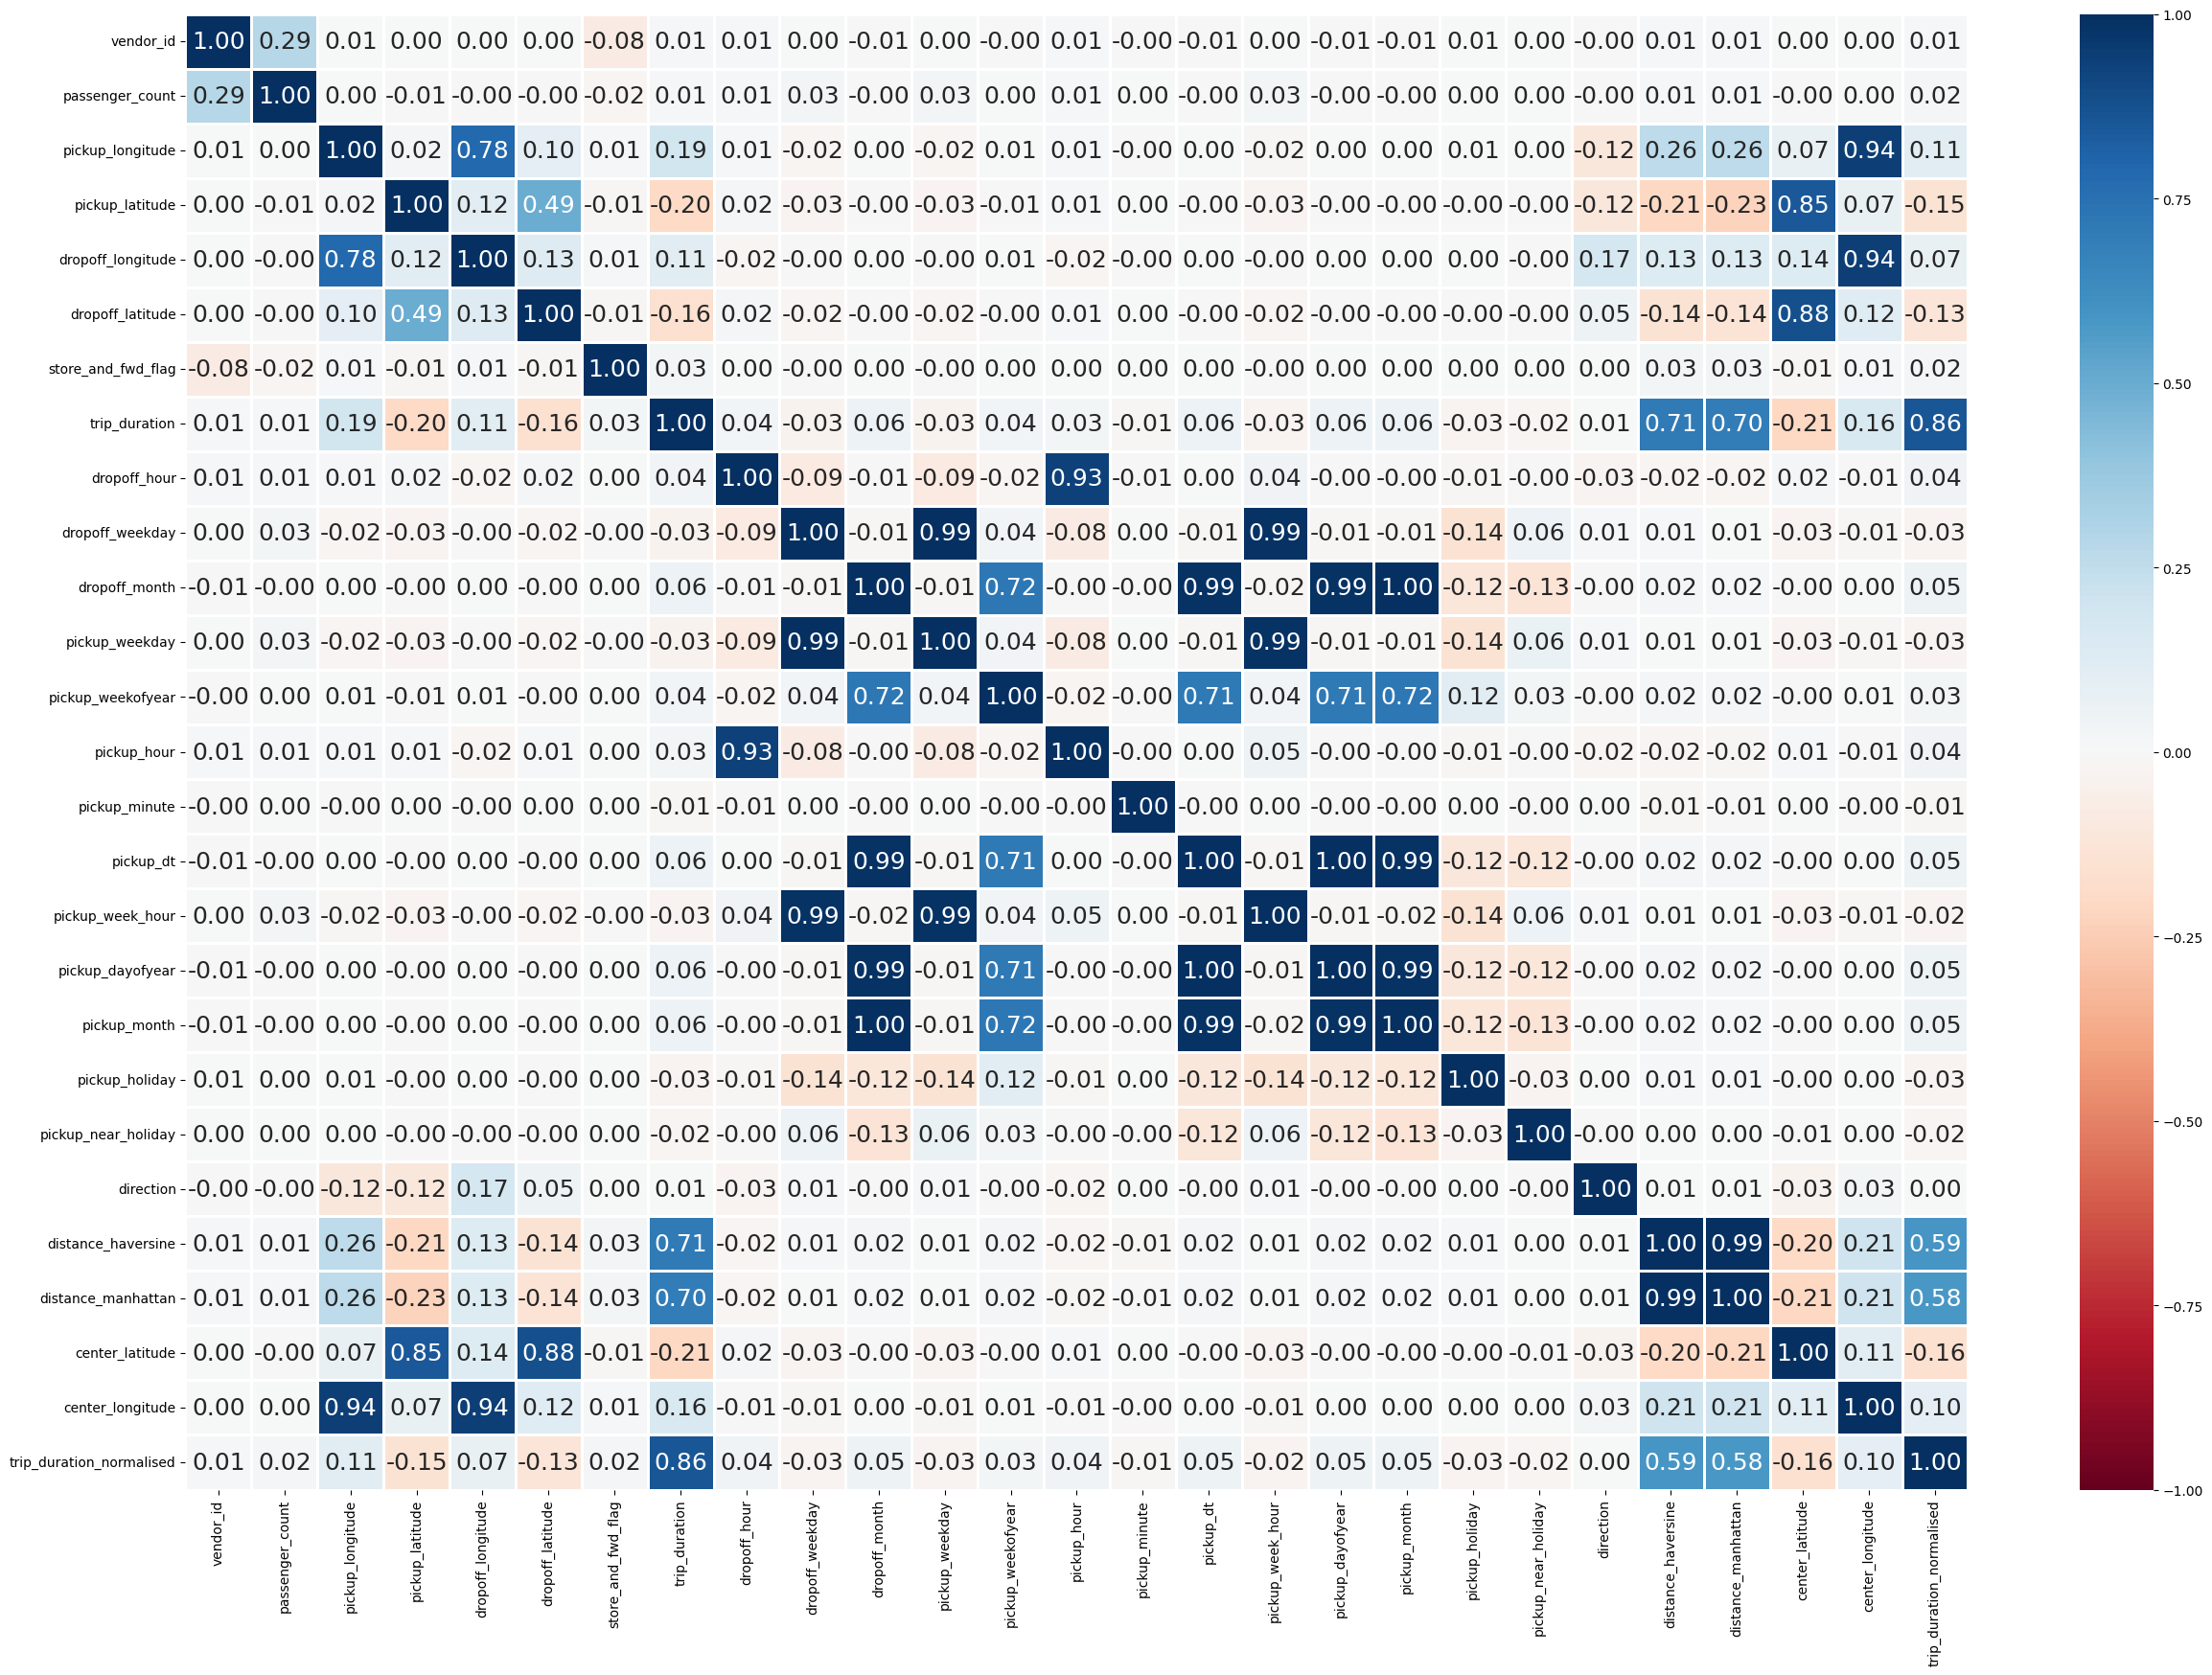 vendor_id 1.00 0.29 0.01 0.00 0.00 0.00 -0.08 0.01 0.01 0.00 -0.01 0.00 -0.00 0.01 -0.00 -0.01 0.00 -0.01 -0.01 0.01 0.00 -0.00 0.01 0.01 0.00 0.00 0.01 1.00
passenger_count 0.29 1.00 0.00 -0.01 -0.00 -0.00 -0.02 0.01 0.01 0.03 -0.00 0.03 0.00 0.01 0.00 -0.00 0.03 -0.00 -0.00 0.00 0.00 -0.00 0.01 0.01 -0.00 0.00 0.02
pickup_longitude 0.01 0.00 1.00 0.02 0.78 0.10 0.01 0.19 0.01 -0.02 0.00 -0.02 0.01 0.01 -0.00 0.00 -0.02 0.00 0.00 0.01 0.00 -0.12 0.26 0.26 0.07 0.94 0.11
pickup_latitude 0.00 -0.01 0.02 1.00 0.12 0.49 -0.01 -0.20 0.02 -0.03 -0.00 -0.03 -0.01 0.01 0.00 -0.00 -0.03 -0.00 -0.00 -0.00 -0.00 -0.12 -0.21 -0.23 0.85 0.07 -0.15 0.75
dropoff_longitude 0.00 -0.00 0.78 0.12 1.00 0.13 0.01 0.11 -0.02 -0.00 0.00 -0.00 0.01 -0.02 -0.00 0.00 -0.00 0.00 0.00 0.00 -0.00 0.17 0.13 0.13 0.14 0.94 0.07
dropoff_latitude 0.00 -0.00 0.10 0.49 0.13 1.00 -0.01 -0.16 0.02 -0.02 -0.00 -0.02 -0.00 0.01 0.00 -0.00 -0.02 -0.00 -0.00 -0.00 -0.00 0.05 -0.14 -0.14 0.88 0.12 -0.13
store_and_fwd_flag -0.08 -0.02 0.01 -0.01 0.01 -0.01 1.00 0.03 0.00 -0.00 0.00 -0.00 0.00 0.00 0.00 0.00 -0.00 0.00 0.00 0.00 0.00 0.00 0.03 0.03 -0.01 0.01 0.02 0.50
trip_duration 0.01 0.01 0.19 -0.20 0.11 -0.16 0.03 1.00 0.04 -0.03 0.06 -0.03 0.04 0.03 -0.01 0.06 -0.03 0.06 0.06 -0.03 -0.02 0.01 0.71 0.70 -0.21 0.16 0.86
dropoff_hour 0.01 0.01 0.01 0.02 -0.02 0.02 0.00 0.04 1.00 -0.09 -0.01 -0.09 -0.02 0.93 -0.01 0.00 0.04 -0.00 -0.00 -0.01 -0.00 -0.03 -0.02 -0.02 0.02 -0.01 0.04
dropoff_weekday 0.00 0.03 -0.02 -0.03 -0.00 -0.02 -0.00 -0.03 -0.09 1.00 -0.01 0.99 0.04 -0.08 0.00 -0.01 0.99 -0.01 -0.01 -0.14 0.06 0.01 0.01 0.01 -0.03 -0.01 -0.03
dropoff_month -0.01 -0.00 0.00 -0.00 0.00 -0.00 0.00 0.06 -0.01 -0.01 1.00 -0.01 0.72 -0.00 -0.00 0.99 -0.02 0.99 1.00 -0.12 -0.13 -0.00 0.02 0.02 -0.00 0.00 0.05 0.25
pickup_weekday 0.00 0.03 -0.02 -0.03 -0.00 -0.02 -0.00 -0.03 -0.09 0.99 -0.01 1.00 0.04 -0.08 0.00 -0.01 0.99 -0.01 -0.01 -0.14 0.06 0.01 0.01 0.01 -0.03 -0.01 -0.03
pickup_weekofyear -0.00 0.00 0.01 -0.01 0.01 -0.00 0.00 0.04 -0.02 0.04 0.72 0.04 1.00 -0.02 -0.00 0.71 0.04 0.71 0.72 0.12 0.03 -0.00 0.02 0.02 -0.00 0.01 0.03
pickup_hour 0.01 0.01 0.01 0.01 -0.02 0.01 0.00 0.03 0.93 -0.08 -0.00 -0.08 -0.02 1.00 -0.00 0.00 0.05 -0.00 -0.00 -0.01 -0.00 -0.02 -0.02 -0.02 0.01 -0.01 0.04 0.00
pickup_minute -0.00 0.00 -0.00 0.00 -0.00 0.00 0.00 -0.01 -0.01 0.00 -0.00 0.00 -0.00 -0.00 1.00 -0.00 0.00 -0.00 -0.00 0.00 -0.00 0.00 -0.01 -0.01 0.00 -0.00 -0.01
pickup_dt -0.01 -0.00 0.00 -0.00 0.00 -0.00 0.00 0.06 0.00 -0.01 0.99 -0.01 0.71 0.00 -0.00 1.00 -0.01 1.00 0.99 -0.12 -0.12 -0.00 0.02 0.02 -0.00 0.00 0.05
pickup_week_hour 0.00 0.03 -0.02 -0.03 -0.00 -0.02 -0.00 -0.03 0.04 0.99 -0.02 0.99 0.04 0.05 0.00 -0.01 1.00 -0.01 -0.02 -0.14 0.06 0.01 0.01 0.01 -0.03 -0.01 -0.02 −0.25
pickup_dayofyear -0.01 -0.00 0.00 -0.00 0.00 -0.00 0.00 0.06 -0.00 -0.01 0.99 -0.01 0.71 -0.00 -0.00 1.00 -0.01 1.00 0.99 -0.12 -0.12 -0.00 0.02 0.02 -0.00 0.00 0.05
pickup_month -0.01 -0.00 0.00 -0.00 0.00 -0.00 0.00 0.06 -0.00 -0.01 1.00 -0.01 0.72 -0.00 -0.00 0.99 -0.02 0.99 1.00 -0.12 -0.13 -0.00 0.02 0.02 -0.00 0.00 0.05
pickup_holiday 0.01 0.00 0.01 -0.00 0.00 -0.00 0.00 -0.03 -0.01 -0.14 -0.12 -0.14 0.12 -0.01 0.00 -0.12 -0.14 -0.12 -0.12 1.00 -0.03 0.00 0.01 0.01 -0.00 0.00 -0.03
pickup_near_holiday 0.00 0.00 0.00 -0.00 -0.00 -0.00 0.00 -0.02 -0.00 0.06 -0.13 0.06 0.03 -0.00 -0.00 -0.12 0.06 -0.12 -0.13 -0.03 1.00 -0.00 0.00 0.00 -0.01 0.00 -0.02 −0.50
direction -0.00 -0.00 -0.12 -0.12 0.17 0.05 0.00 0.01 -0.03 0.01 -0.00 0.01 -0.00 -0.02 0.00 -0.00 0.01 -0.00 -0.00 0.00 -0.00 1.00 0.01 0.01 -0.03 0.03 0.00
distance_haversine 0.01 0.01 0.26 -0.21 0.13 -0.14 0.03 0.71 -0.02 0.01 0.02 0.01 0.02 -0.02 -0.01 0.02 0.01 0.02 0.02 0.01 0.00 0.01 1.00 0.99 -0.20 0.21 0.59
distance_manhattan 0.01 0.01 0.26 -0.23 0.13 -0.14 0.03 0.70 -0.02 0.01 0.02 0.01 0.02 -0.02 -0.01 0.02 0.01 0.02 0.02 0.01 0.00 0.01 0.99 1.00 -0.21 0.21 0.58 −0.75
center_latitude 0.00 -0.00 0.07 0.85 0.14 0.88 -0.01 -0.21 0.02 -0.03 -0.00 -0.03 -0.00 0.01 0.00 -0.00 -0.03 -0.00 -0.00 -0.00 -0.01 -0.03 -0.20 -0.21 1.00 0.11 -0.16
center_longitude 0.00 0.00 0.94 0.07 0.94 0.12 0.01 0.16 -0.01 -0.01 0.00 -0.01 0.01 -0.01 -0.00 0.00 -0.01 0.00 0.00 0.00 0.00 0.03 0.21 0.21 0.11 1.00 0.10
trip_duration_normalised 0.01 0.02 0.11 -0.15 0.07 -0.13 0.02 0.86 0.04 -0.03 0.05 -0.03 0.03 0.04 -0.01 0.05 -0.02 0.05 0.05 -0.03 -0.02 0.00 0.59 0.58 -0.16 0.10 1.00
−1.00
vendor_id passenger_count pickup_longitude pickup_latitude dropoff_longitude dropoff_latitude store_and_fwd_flag trip_duration dropoff_hour dropoff_weekday dropoff_month pickup_weekday pickup_weekofyear pickup_hour pickup_minute pickup_dt pickup_week_hour pickup_dayofyear pickup_month pickup_holiday pickup_near_holiday direction distance_haversine distance_manhattan center_latitude center_longitude trip_duration_normalised